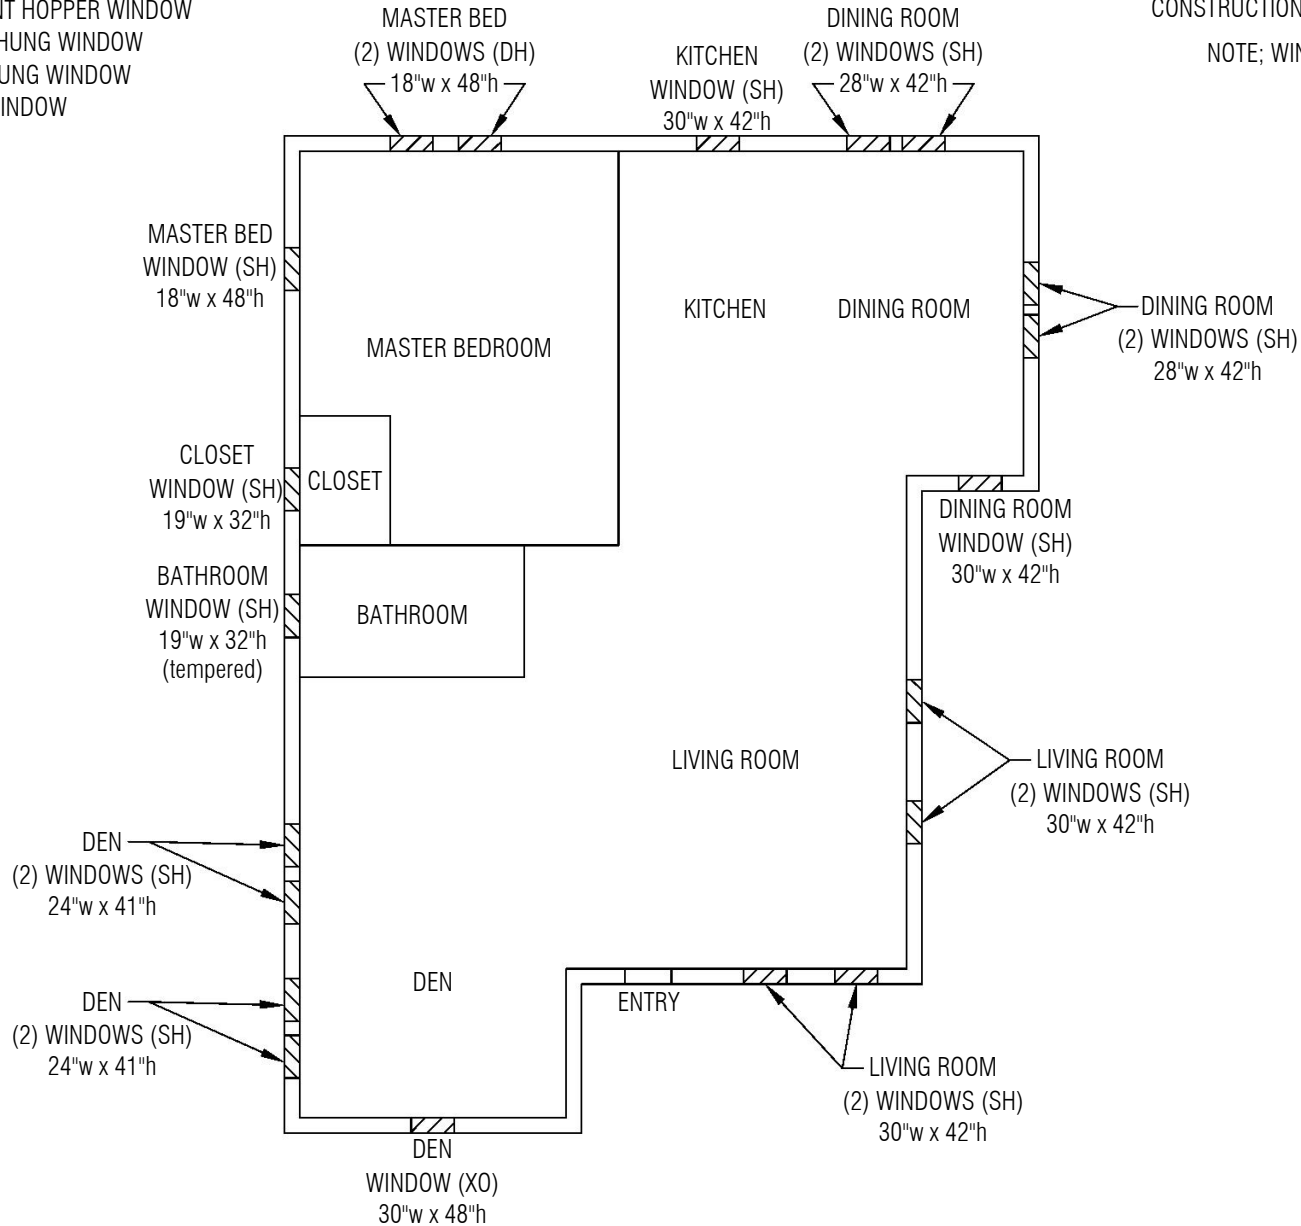 NT HOPPER WINDOW
HUNG WINDOW
UNG WINDOW
INDOW
MASTER BED
(2) WINDOWS (DH)
18"w x 48"h
KITCHEN
WINDOW (SH)
30"w x 42"h
DINING ROOM
(2) WINDOWS (SH)
28"w x 42"h
CONSTRUCTION
NOTE; WIN
MASTER BED
WINDOW (SH)
18"w x 48"h
MASTER BEDROOM
KITCHEN
DINING ROOM
DINING ROOM
(2) WINDOWS (SH)
28"w x 42"h
CLOSET
WINDOW (SH)
19"w x 32"h
CLOSET
DINING ROOM
WINDOW (SH)
30"w x 42"h
BATHROOM
WINDOW (SH)
19"w x 32"h
(tempered)
BATHROOM
LIVING ROOM
LIVING ROOM
(2) WINDOWS (SH)
30"w x 42"h
DEN
(2) WINDOWS (SH)
24"w x 41"h
DEN
ENTRY
DEN
(2) WINDOWS (SH)
24"w x 41"h
LIVING ROOM
(2) WINDOWS (SH)
30"w x 42"h
DEN
WINDOW (XO)
30"w x 48"h